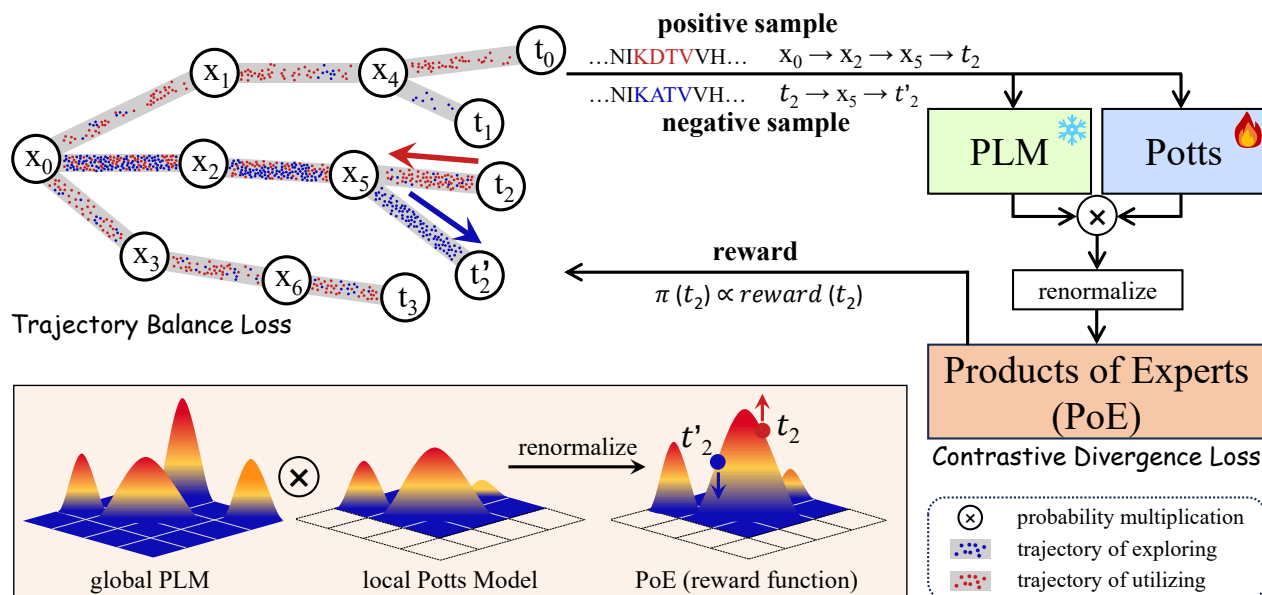 positive sample
…NIKDTVVVH… x₀ → x₂ → x₅ → t₂
…NIKATVVVH… t₂ → x₅ → t'₂
negative sample
x₀
x₁
x₄
t₀
t₁
x₂
x₅
t₂
t'₂
x₃
x₆
t₃
Trajectory Balance Loss
PLM
Potts
×
renormalize
reward
π (t₂) ∝ reward (t₂)
Products of Experts
(PoE)
Contrastive Divergence Loss
×
renormalize
t'₂
t₂
global PLM
local Potts Model
PoE (reward function)
× probability multiplication
trajectory of exploring
trajectory of utilizing